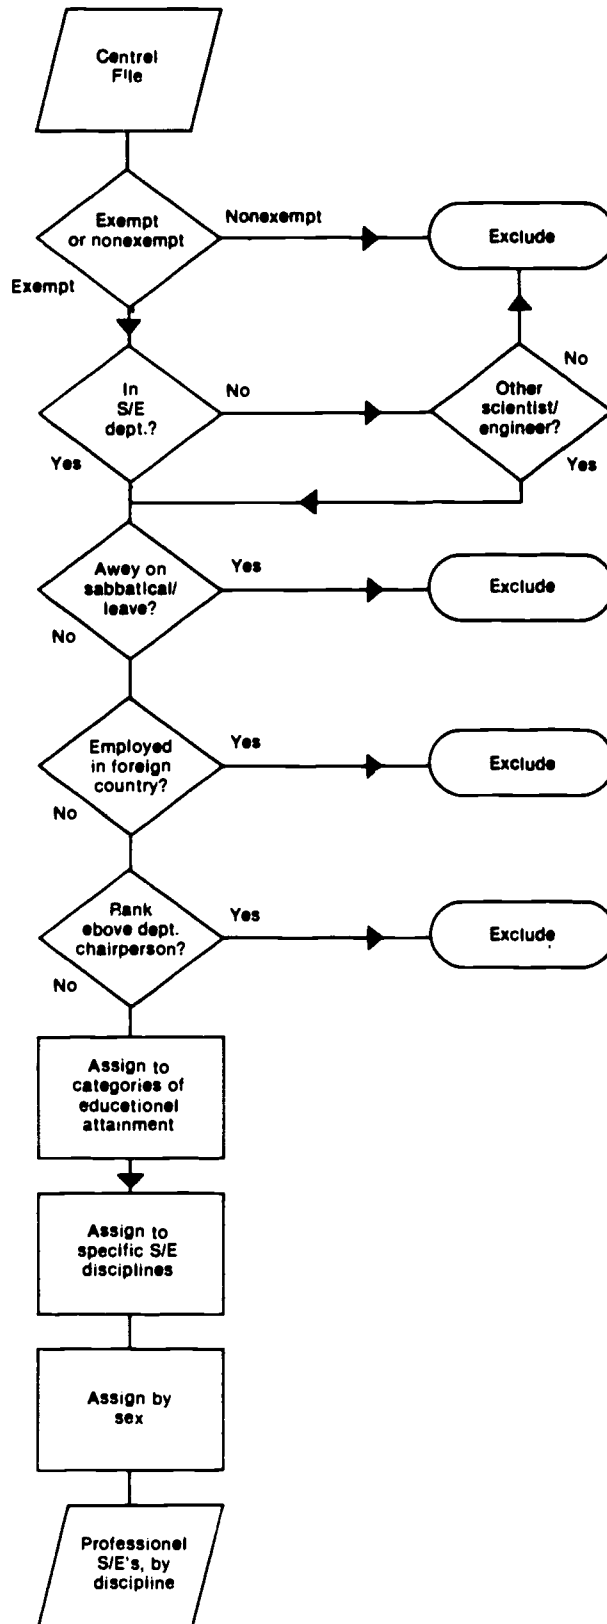 Centrel
File
Exempt
or nonexempt
Nonexempt
Exclude
Exempt
In
S/E
dept.?
No
Other
scientist/
engineer?
No
Yes
Yes
Awey on
sabbatical/
leave?
Yes
Exclude
No
Employed
in foreign
country?
Yes
Exclude
No
Rank
above dept.
chairperson?
Yes
Exclude
No
Assign to
categories of
educetionel
attainment
Assign to
specific S/E
disciplines
Assign by
sex
Professional
S/E's, by
discipline